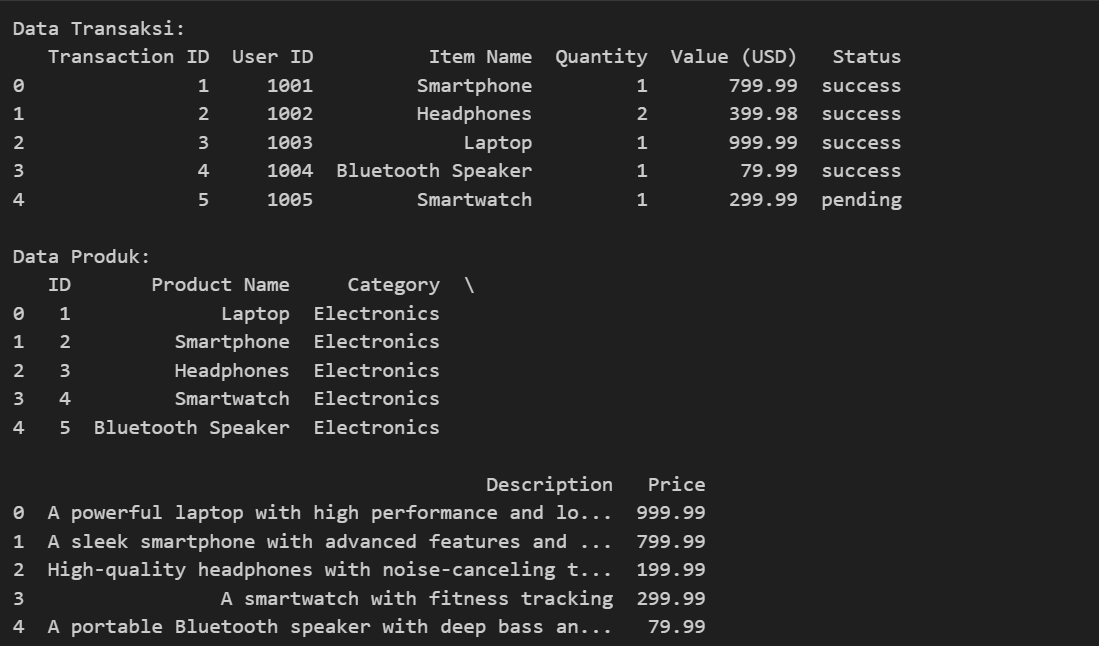 Data Transaksi:
   Transaction ID  User ID          Item Name  Quantity  Value (USD)   Status
0               1     1001         Smartphone         1       799.99  success
1               2     1002         Headphones         2       399.98  success
2               3     1003             Laptop         1       999.99  success
3               4     1004  Bluetooth Speaker         1        79.99  success
4               5     1005         Smartwatch         1       299.99  pending

Data Produk:
   ID       Product Name     Category  \
0   1             Laptop  Electronics
1   2         Smartphone  Electronics
2   3         Headphones  Electronics
3   4         Smartwatch  Electronics
4   5  Bluetooth Speaker  Electronics

                                         Description   Price
0  A powerful laptop with high performance and lo...  999.99
1  A sleek smartphone with advanced features and ...  799.99
2  High-quality headphones with noise-canceling t...  199.99
3                 A smartwatch with fitness tracking  299.99
4  A portable Bluetooth speaker with deep bass an...   79.99